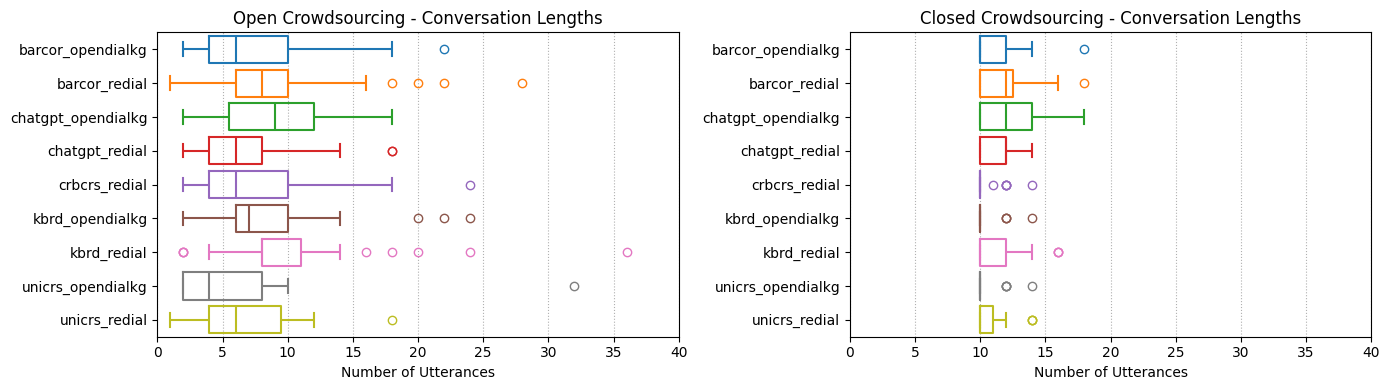 Open Crowdsourcing - Conversation Lengths
barcor_opendialkg
barcor_redial
chatgpt_opendialkg
chatgpt_redial
crbcrs_redial
kbrd_opendialkg
kbrd_redial
unicrs_opendialkg
unicrs_redial
0 5 10 15 20 25 30 35 40
Number of Utterances
Closed Crowdsourcing - Conversation Lengths
barcor_opendialkg
barcor_redial
chatgpt_opendialkg
chatgpt_redial
crbcrs_redial
kbrd_opendialkg
kbrd_redial
unicrs_opendialkg
unicrs_redial
0 5 10 15 20 25 30 35 40
Number of Utterances